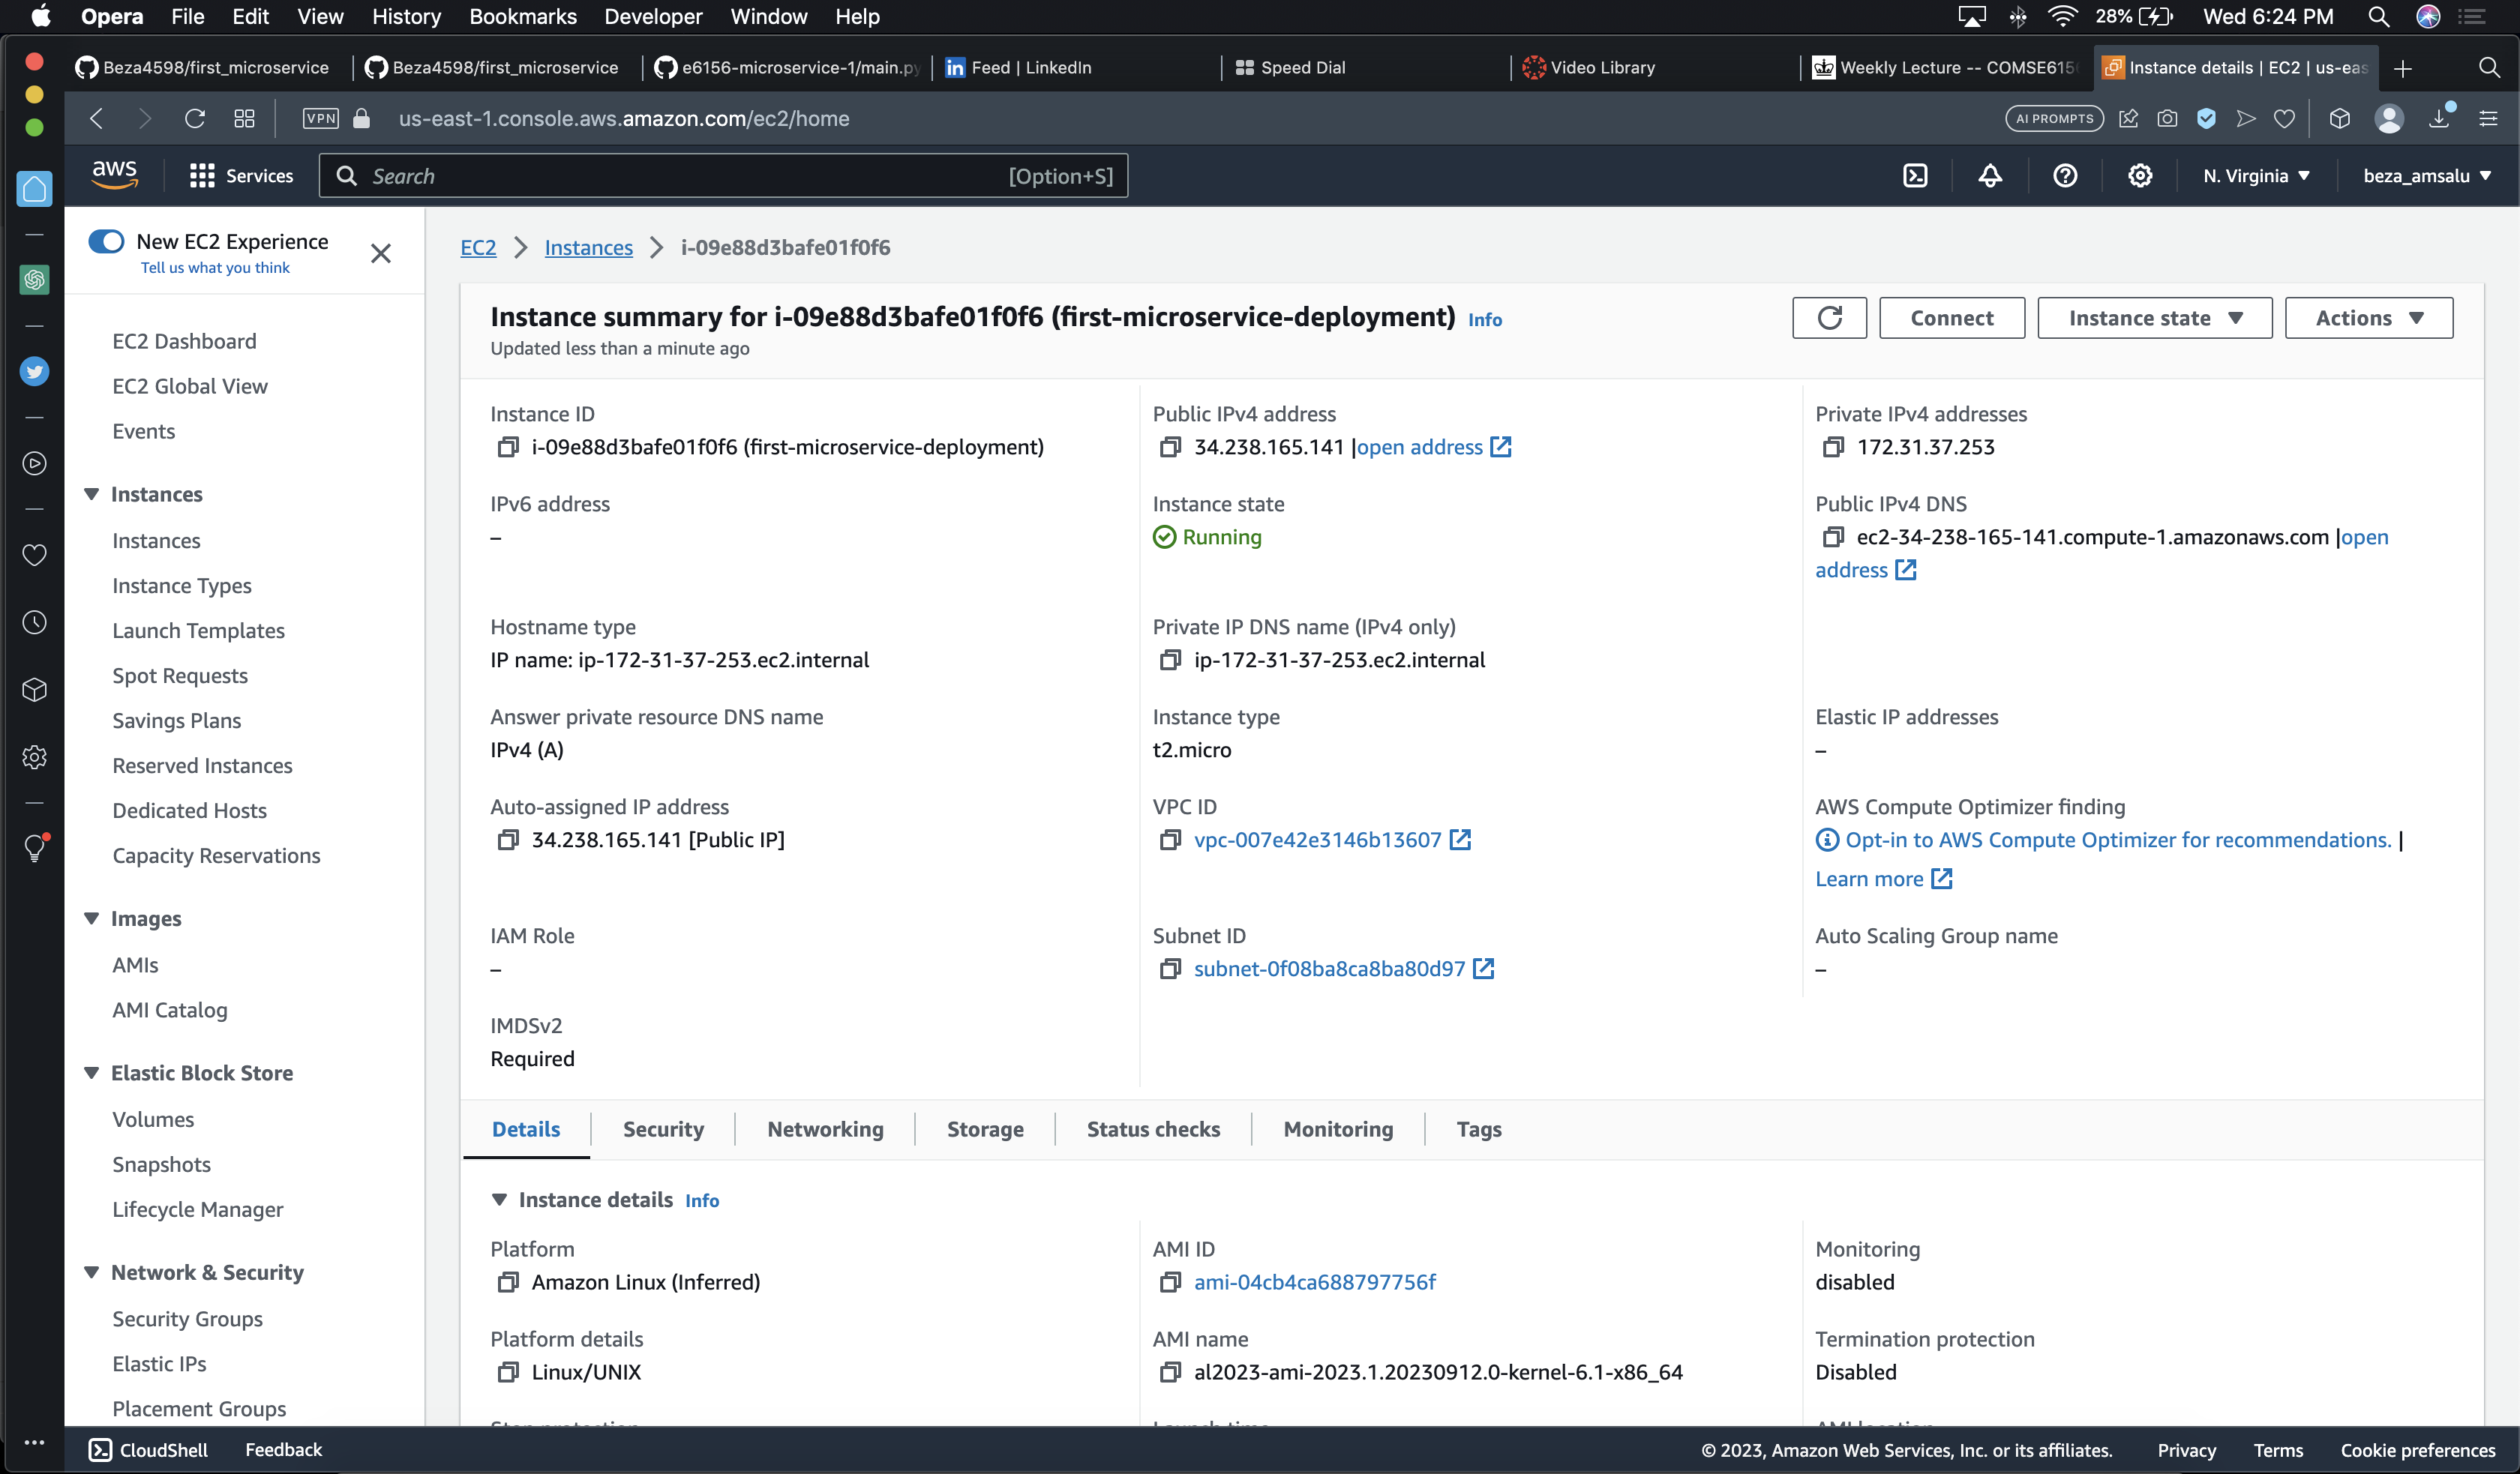 Opera File Edit View History Bookmarks Developer Window Help 28% Wed 6:24 PM
Beza4598/first_microservice Beza4598/first_microservice e6156-microservice-1/main.py Feed | LinkedIn Speed Dial Video Library Weekly Lecture -- COMSE6156 Instance details | EC2 | us-eas
VPN us-east-1.console.aws.amazon.com/ec2/home AI PROMPTS
aws Services Search [Option+S] N. Virginia beza_amsalu
New EC2 Experience
Tell us what you think
EC2 Dashboard
EC2 Global View
Events
Instances
Instances
Instance Types
Launch Templates
Spot Requests
Savings Plans
Reserved Instances
Dedicated Hosts
Capacity Reservations
Images
AMIs
AMI Catalog
Elastic Block Store
Volumes
Snapshots
Lifecycle Manager
Network & Security
Security Groups
Elastic IPs
Placement Groups
EC2 Instances i-09e88d3bafe01f0f6
Instance summary for i-09e88d3bafe01f0f6 (first-microservice-deployment) Info
Updated less than a minute ago
Connect Instance state Actions
Instance ID
i-09e88d3bafe01f0f6 (first-microservice-deployment)
Public IPv4 address
34.238.165.141 |open address
Private IPv4 addresses
172.31.37.253
IPv6 address
–
Instance state
Running
Public IPv4 DNS
ec2-34-238-165-141.compute-1.amazonaws.com |open
address
Hostname type
IP name: ip-172-31-37-253.ec2.internal
Private IP DNS name (IPv4 only)
ip-172-31-37-253.ec2.internal
Answer private resource DNS name
IPv4 (A)
Instance type
t2.micro
Elastic IP addresses
–
Auto-assigned IP address
34.238.165.141 [Public IP]
VPC ID
vpc-007e42e3146b13607
AWS Compute Optimizer finding
Opt-in to AWS Compute Optimizer for recommendations. |
Learn more
IAM Role
–
Subnet ID
subnet-0f08ba8ca8ba80d97
Auto Scaling Group name
–
IMDSv2
Required
Details Security Networking Storage Status checks Monitoring Tags
Instance details Info
Platform
Amazon Linux (Inferred)
AMI ID
ami-04cb4ca688797756f
Monitoring
disabled
Platform details
Linux/UNIX
AMI name
al2023-ami-2023.1.20230912.0-kernel-6.1-x86_64
Termination protection
Disabled
CloudShell Feedback © 2023, Amazon Web Services, Inc. or its affiliates. Privacy Terms Cookie preferences